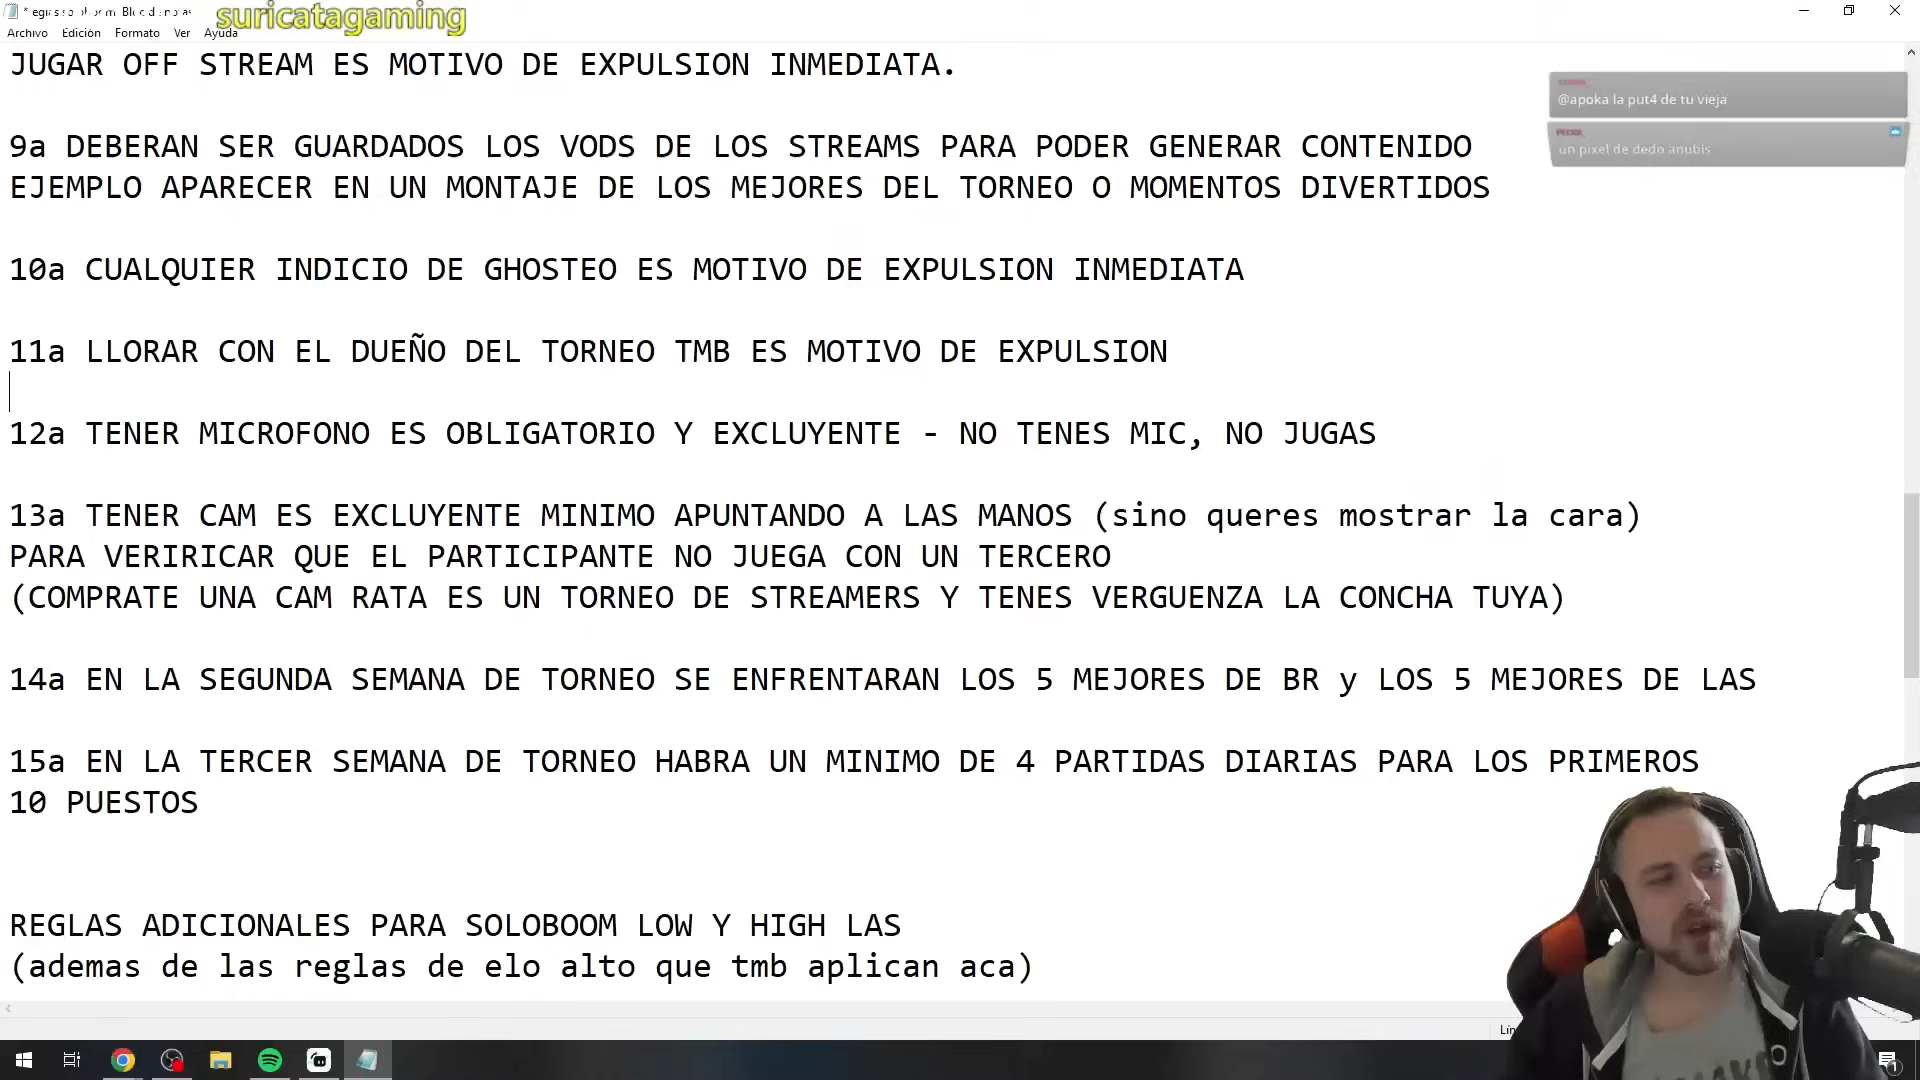 suricatagaming
Archivo Edición Formato Ver Ayuda
JUGAR OFF STREAM ES MOTIVO DE EXPULSION INMEDIATA.
@apoka la put4 de tu vieja
un pixel de dedo anubis
9a DEBERAN SER GUARDADOS LOS VODS DE LOS STREAMS PARA PODER GENERAR CONTENIDO
EJEMPLO APARECER EN UN MONTAJE DE LOS MEJORES DEL TORNEO O MOMENTOS DIVERTIDOS
10a CUALQUIER INDICIO DE GHOSTEO ES MOTIVO DE EXPULSION INMEDIATA
11a LLORAR CON EL DUEÑO DEL TORNEO TMB ES MOTIVO DE EXPULSION
12a TENER MICROFONO ES OBLIGATORIO Y EXCLUYENTE - NO TENES MIC, NO JUGAS
13a TENER CAM ES EXCLUYENTE MINIMO APUNTANDO A LAS MANOS (sino queres mostrar la cara)
PARA VERIRICAR QUE EL PARTICIPANTE NO JUEGA CON UN TERCERO
(COMPRATE UNA CAM RATA ES UN TORNEO DE STREAMERS Y TENES VERGUENZA LA CONCHA TUYA)
14a EN LA SEGUNDA SEMANA DE TORNEO SE ENFRENTARAN LOS 5 MEJORES DE BR y LOS 5 MEJORES DE LAS
15a EN LA TERCER SEMANA DE TORNEO HABRA UN MINIMO DE 4 PARTIDAS DIARIAS PARA LOS PRIMEROS
10 PUESTOS
REGLAS ADICIONALES PARA SOLOBOOM LOW Y HIGH LAS
(ademas de las reglas de elo alto que tmb aplican aca)